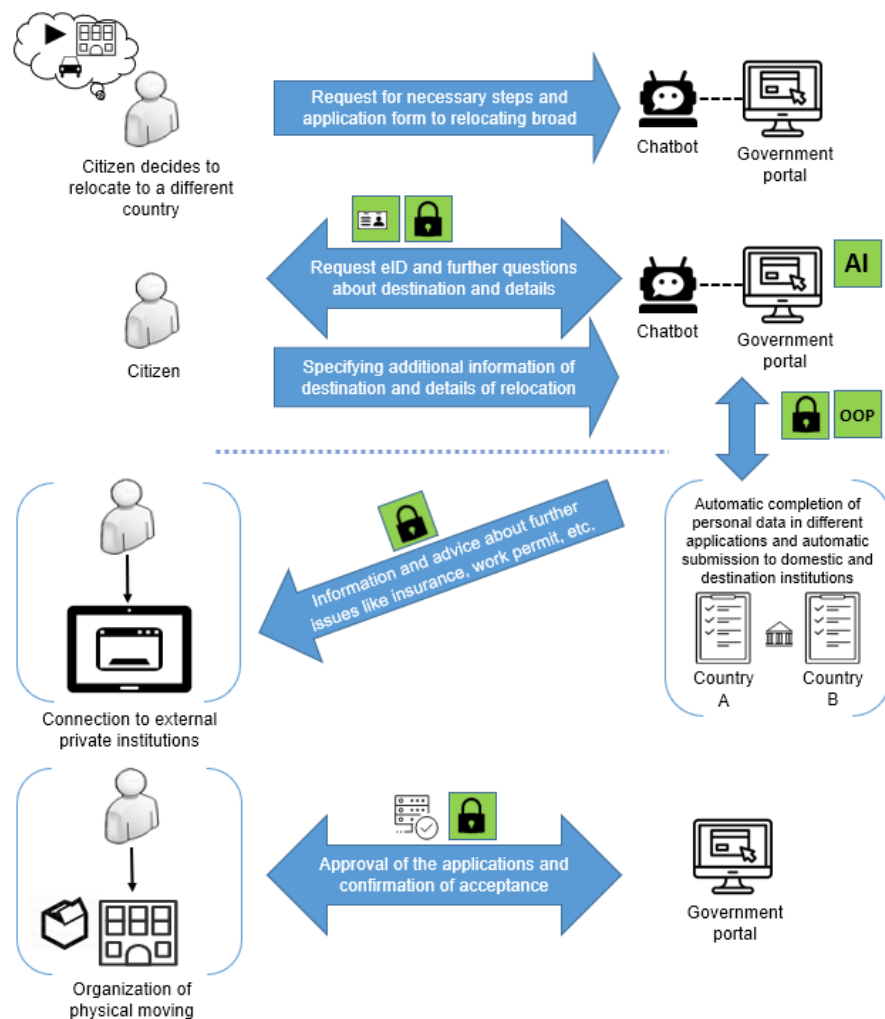 Request for necessary steps and
application form to relocating broad
Chatbot
Government
portal
Citizen decides to
relocate to a different
country
Request eID and further questions
about destination and details
AI
Chatbot
Government
portal
Citizen
Specifying additional information of
destination and details of relocation
OOP
Automatic completion of
personal data in different
applications and automatic
submission to domestic and
destination institutions
Country
A
Country
B
Information and advice about further
issues like insurance, work permit, etc.
Connection to external
private institutions
Approval of the applications and
confirmation of acceptance
Government
portal
Organization of
physical moving